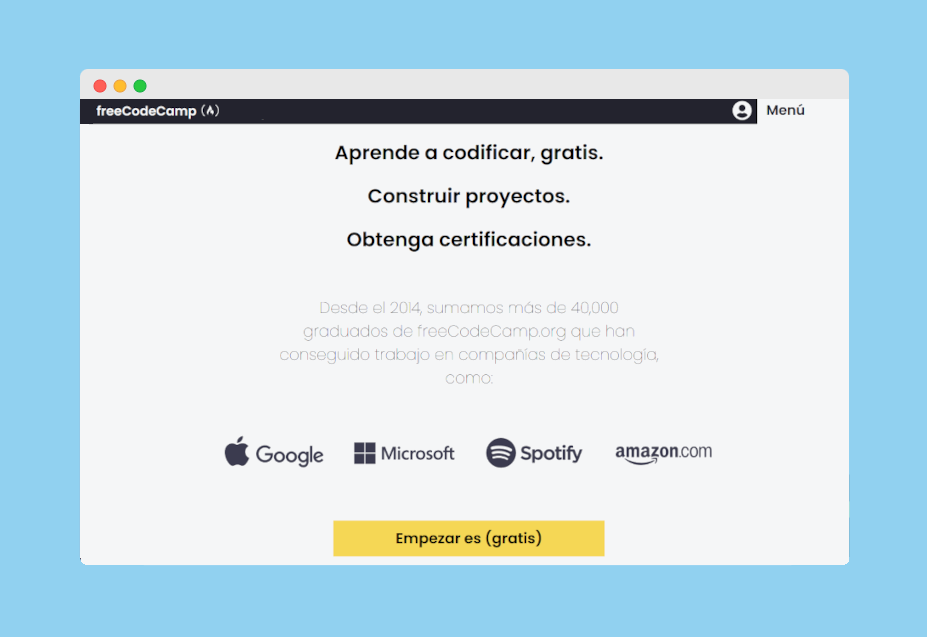 freeCodeCamp
Menú
Aprende a codificar, gratis.
Construir proyectos.
Obtenga certificaciones.
Desde el 2014, sumamos más de 40,000
graduados de freeCodeCamp.org que han
conseguido trabajo en compañías de tecnología,
como:
Google Microsoft Spotify amazon.com
Empezar es (gratis)